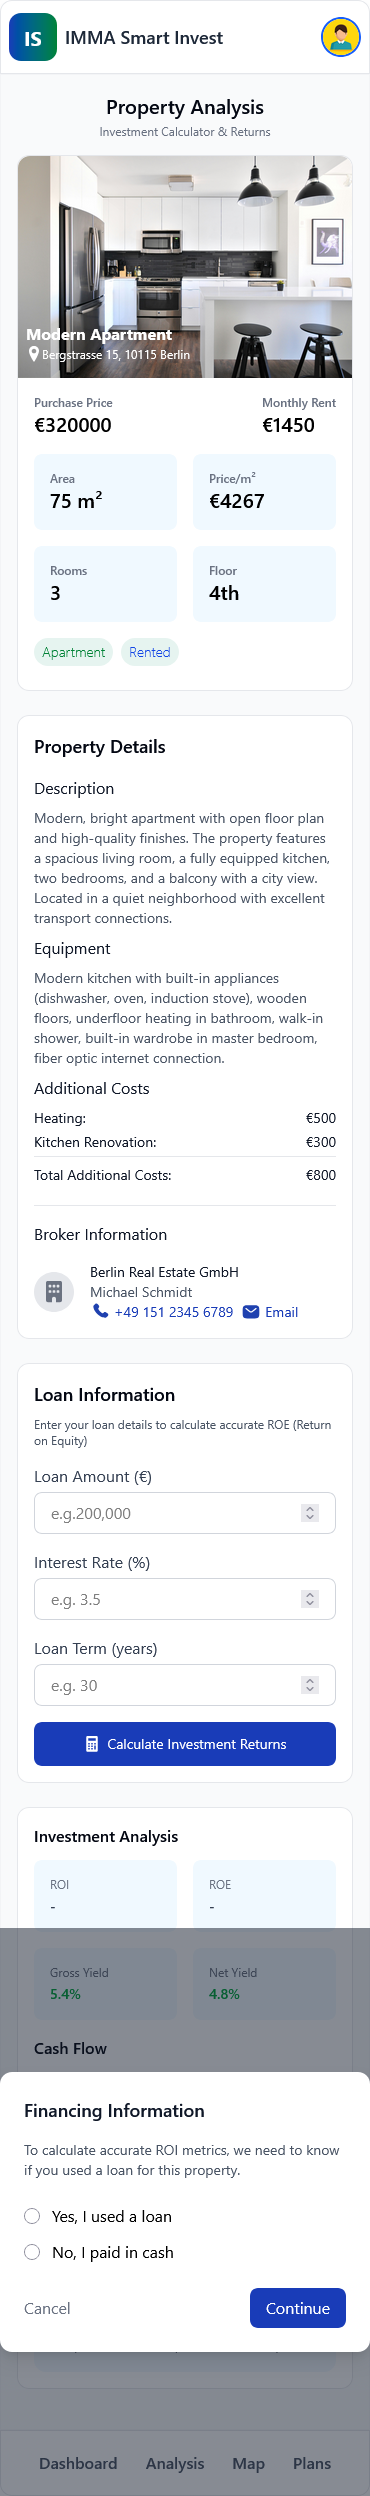 IS IMMA Smart Invest
Property Analysis
Investment Calculator & Returns
Modern Apartment
Bergstrasse 15, 10115 Berlin
Purchase Price Monthly Rent
€320000 €1450
Area Price/m²
75 m² €4267
Rooms Floor
3 4th
Apartment Rented
Property Details
Description
Modern, bright apartment with open floor plan
and high-quality finishes. The property features
a spacious living room, a fully equipped kitchen,
two bedrooms, and a balcony with a city view.
Located in a quiet neighborhood with excellent
transport connections.
Equipment
Modern kitchen with built-in appliances
(dishwasher, oven, induction stove), wooden
floors, underfloor heating in bathroom, walk-in
shower, built-in wardrobe in master bedroom,
fiber optic internet connection.
Additional Costs
Heating: €500
Kitchen Renovation: €300
Total Additional Costs: €800
Broker Information
Berlin Real Estate GmbH
Michael Schmidt
+49 151 2345 6789 Email
Loan Information
Enter your loan details to calculate accurate ROE (Return
on Equity)
Loan Amount (€)
e.g.200,000
Interest Rate (%)
e.g. 3.5
Loan Term (years)
e.g. 30
Calculate Investment Returns
Investment Analysis
ROI ROE
- -
Gross Yield Net Yield
5.4% 4.8%
Cash Flow
Financing Information
To calculate accurate ROI metrics, we need to know
if you used a loan for this property.
Yes, I used a loan
No, I paid in cash
Cancel Continue
Dashboard Analysis Map Plans